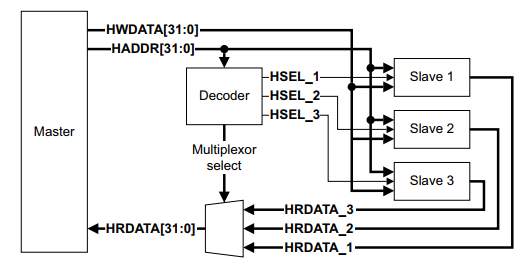 HWDATA[31:0]
HADDR[31:0]
Master
Decoder
HSEL_1
HSEL_2
HSEL_3
Slave 1
Slave 2
Slave 3
Multiplexor
select
HRDATA[31:0]
HRDATA_3
HRDATA_2
HRDATA_1